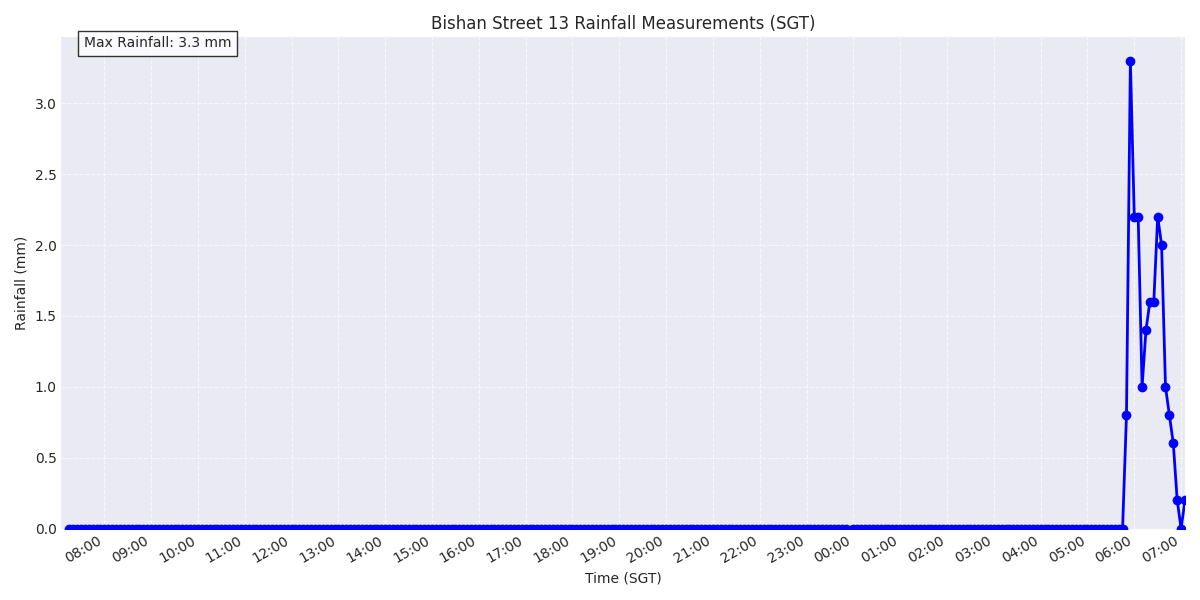 Bishan Street 13 Rainfall Measurements (SGT)
Max Rainfall: 3.3 mm
Rainfall (mm)
3.0
2.5
2.0
1.5
1.0
0.5
0.0
08:00 09:00 10:00 11:00 12:00 13:00 14:00 15:00 16:00 17:00 18:00 19:00 20:00 21:00 22:00 23:00 00:00 01:00 02:00 03:00 04:00 05:00 06:00 07:00
Time (SGT)